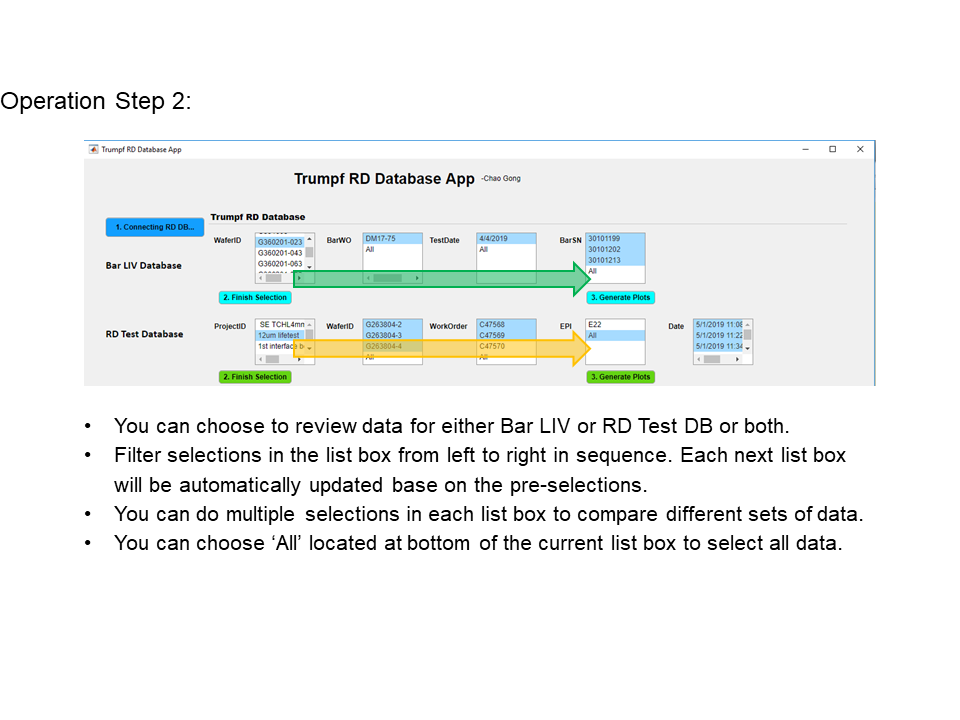 Operation Step 2:
Trumpf RD Database App
Trumpf RD Database App -Chao Gong
1. Connecting RD DB...
Trumpf RD Database
Bar LIV Database
WaferID
G360201-023
G360201-043
G360201-063
BarWO
DM17-75
All
TestDate
4/4/2019
All
BarSN
30101199
30101202
30101213
All
2. Finish Selection
3. Generate Plots
RD Test Database
ProjectID
SE TCHL4mn
12um lifetest
1st interface b
WaferID
G263804-2
G263804-3
G263804-4
All
WorkOrder
C47568
C47569
C47570
All
EPI
E22
All
Date
5/1/2019 11:08
5/1/2019 11:22
5/1/2019 11:34
2. Finish Selection
3. Generate Plots
• You can choose to review data for either Bar LIV or RD Test DB or both.
• Filter selections in the list box from left to right in sequence. Each next list box
will be automatically updated base on the pre-selections.
• You can do multiple selections in each list box to compare different sets of data.
• You can choose ‘All’ located at bottom of the current list box to select all data.